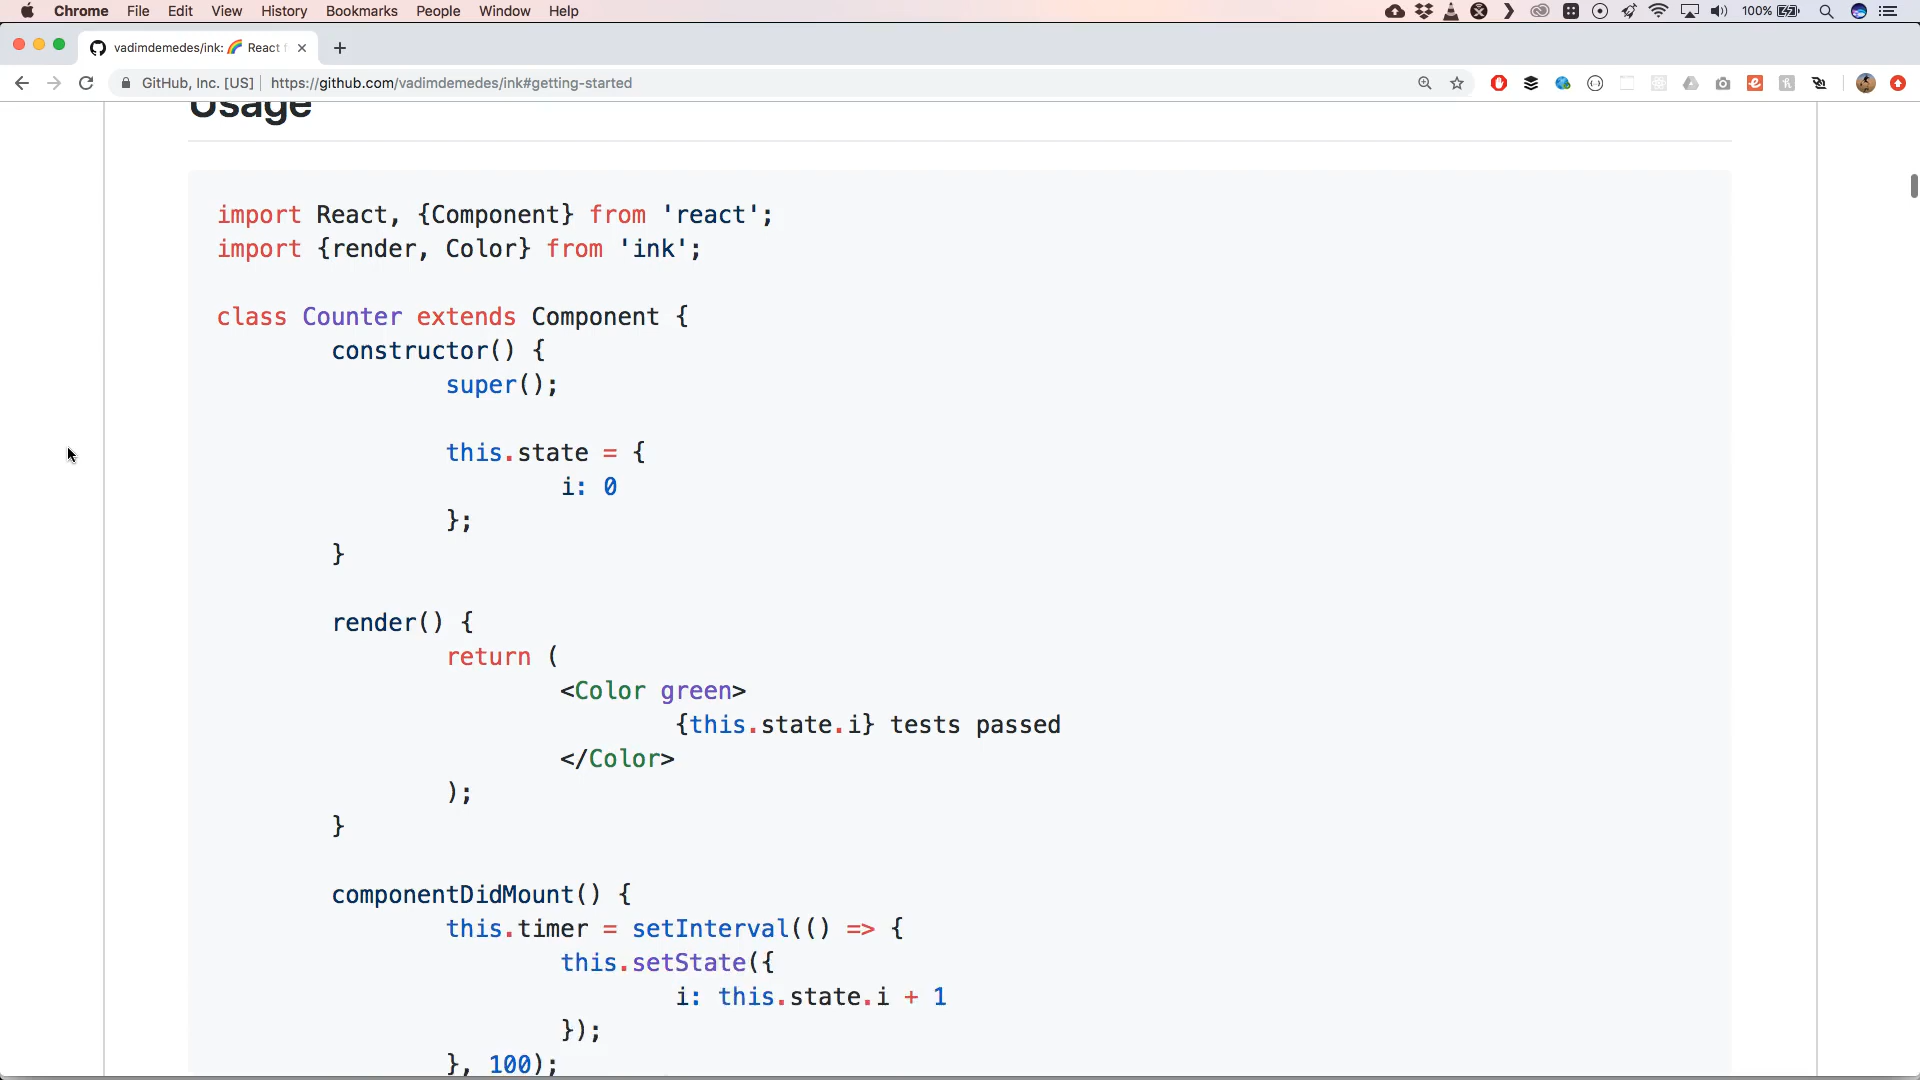 Chrome File Edit View History Bookmarks People Window Help 100%
vadimdemedes/ink: 🌈 React f
GitHub, Inc. [US] https://github.com/vadimdemedes/ink#getting-started
Usage
import React, {Component} from 'react';
import {render, Color} from 'ink';
class Counter extends Component {
constructor() {
super();
this.state = {
i: 0
};
}
render() {
return (
<Color green>
{this.state.i} tests passed
</Color>
);
}
componentDidMount() {
this.timer = setInterval(() => {
this.setState({
i: this.state.i + 1
});
}, 100);